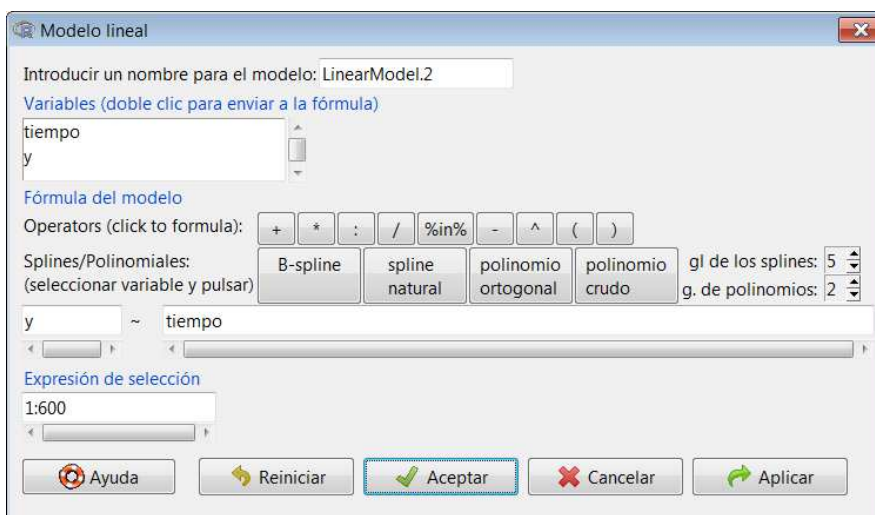 Modelo lineal
Introducir un nombre para el modelo: LinearModel.2
Variables (doble clic para enviar a la fórmula)
tiempo
y
Fórmula del modelo
Operators (click to formula): + * : / %in% - ^ ( )
Splines/Polinomiales:
(seleccionar variable y pulsar)
B-spline
spline
natural
polinomio
ortogonal
polinomio
crudo
gl de los splines: 5
g. de polinomios: 2
y ~ tiempo
Expresión de selección
1:600
Ayuda Reiniciar Aceptar Cancelar Aplicar